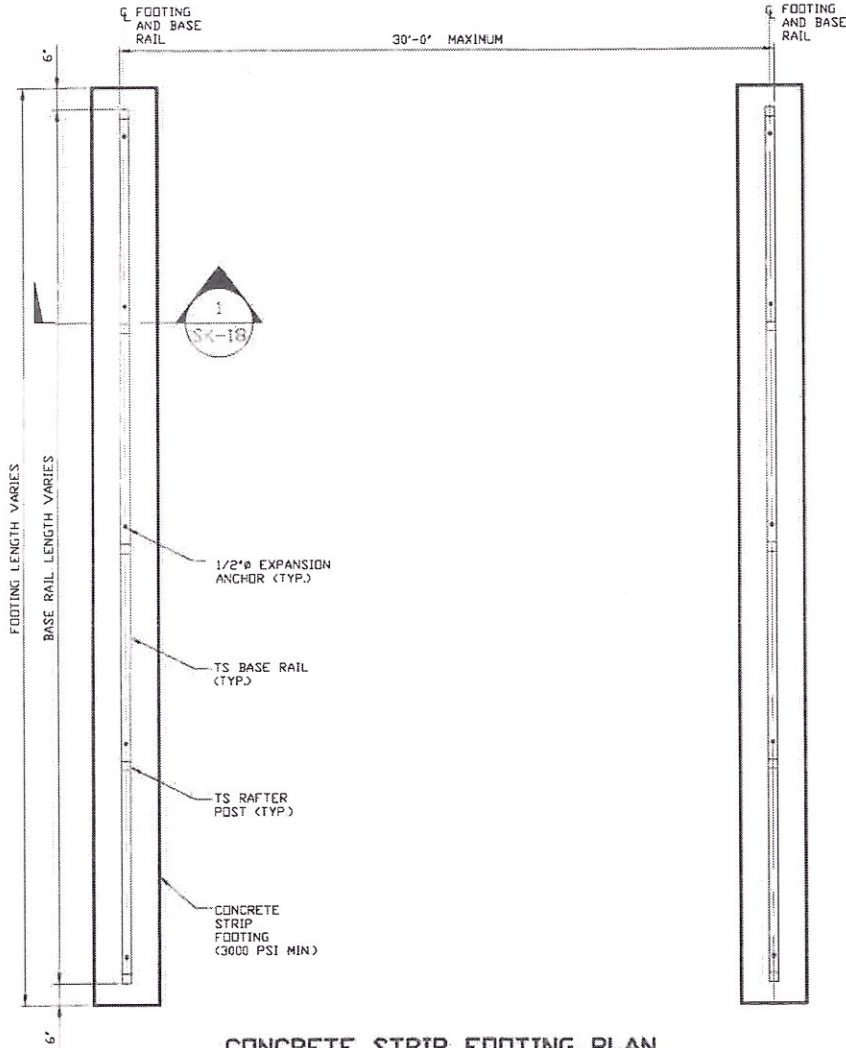 ℄ FOOTING
AND BASE
RAIL
℄ FOOTING
AND BASE
RAIL
30'-0" MAXIMUM
6"
1
SK-18
FOOTING LENGTH VARIES
BASE RAIL LENGTH VARIES
1/2"ø EXPANSION
ANCHOR (TYP.)
TS BASE RAIL
(TYP.)
TS RAFTER
POST (TYP.)
CONCRETE
STRIP
FOOTING
(3000 PSI MIN)
6"
CONCRETE STRIP FOOTING PLAN